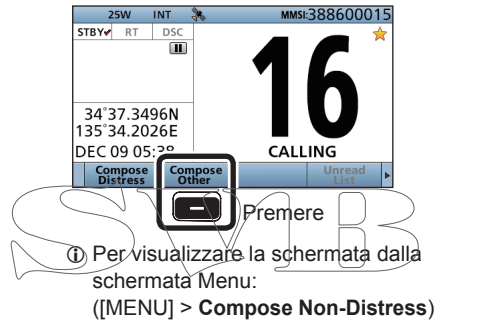 25W INT MMSI:388600015
STBY✔ RT DSC
16
34°37.3496N
135°34.2026E
DEC 09 05:38
CALLING
Compose Distress
Compose Other
Unread List.
Premere
SVB
ⓘ Per visualizzare la schermata dalla
schermata Menu:
([MENU] > Compose Non-Distress)